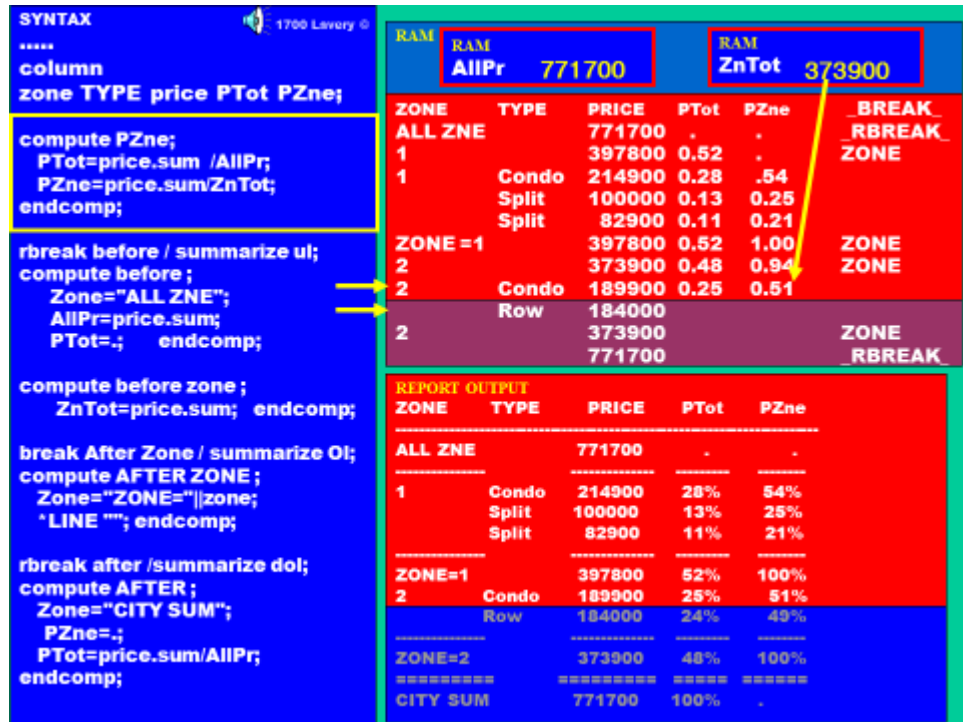 SYNTAX
1700 Lavery ©
.....
column
zone TYPE price PTot PZne;
compute PZne;
PTot=price.sum /AllPr;
PZne=price.sum/ZnTot;
endcomp;
rbreak before / summarize ul;
compute before ;
Zone="ALL ZNE";
AllPr=price.sum;
PTot=.; endcomp;
compute before zone ;
ZnTot=price.sum; endcomp;
break After Zone / summarize Ol;
compute AFTER ZONE ;
Zone="ZONE="||zone;
*LINE ""; endcomp;
rbreak after /summarize dol;
compute AFTER ;
Zone="CITY SUM";
PZne=.;
PTot=price.sum/AllPr;
endcomp;
RAM
RAM
AllPr 771700
RAM
ZnTot 373900
ZONE TYPE PRICE PTot PZne _BREAK_
ALL ZNE 771700 . . _RBREAK_
1 397800 0.52 . ZONE
1 Condo 214900 0.28 .54
Split 100000 0.13 0.25
Split 82900 0.11 0.21
ZONE =1 397800 0.52 1.00 ZONE
2 373900 0.48 0.94 ZONE
2 Condo 189900 0.25 0.51
Row 184000
2 373900 ZONE
771700 _RBREAK_
REPORT OUTPUT
ZONE TYPE PRICE PTot PZne
ALL ZNE 771700 . .
1 Condo 214900 28% 54%
Split 100000 13% 25%
Split 82900 11% 21%
ZONE=1 397800 52% 100%
2 Condo 189900 25% 51%
Row 184000 24% 49%
ZONE=2 373900 48% 100%
CITY SUM 771700 100% .